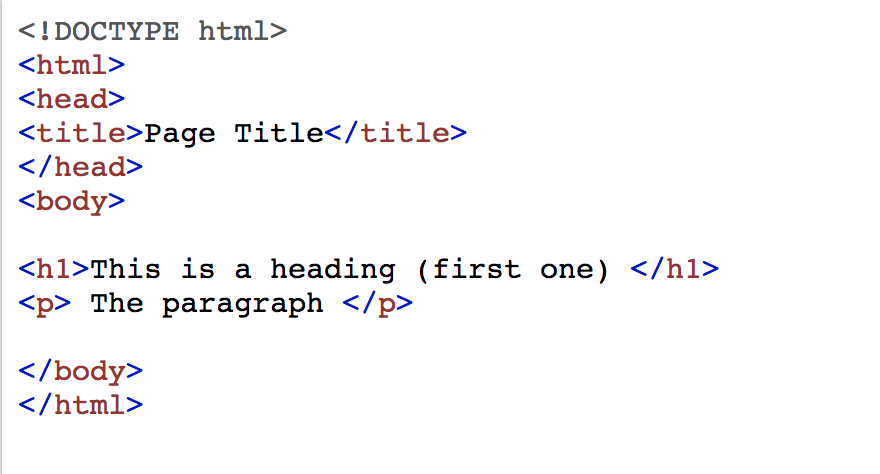 <!DOCTYPE html>
<html>
<head>
<title>Page Title</title>
</head>
<body>
<h1>This is a heading (first one) </h1>
<p> The paragraph </p>
</body>
</html>